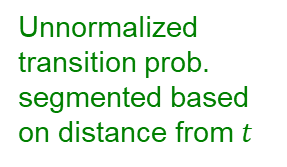 Unnormalized
transition prob.
segmented based
on distance from t